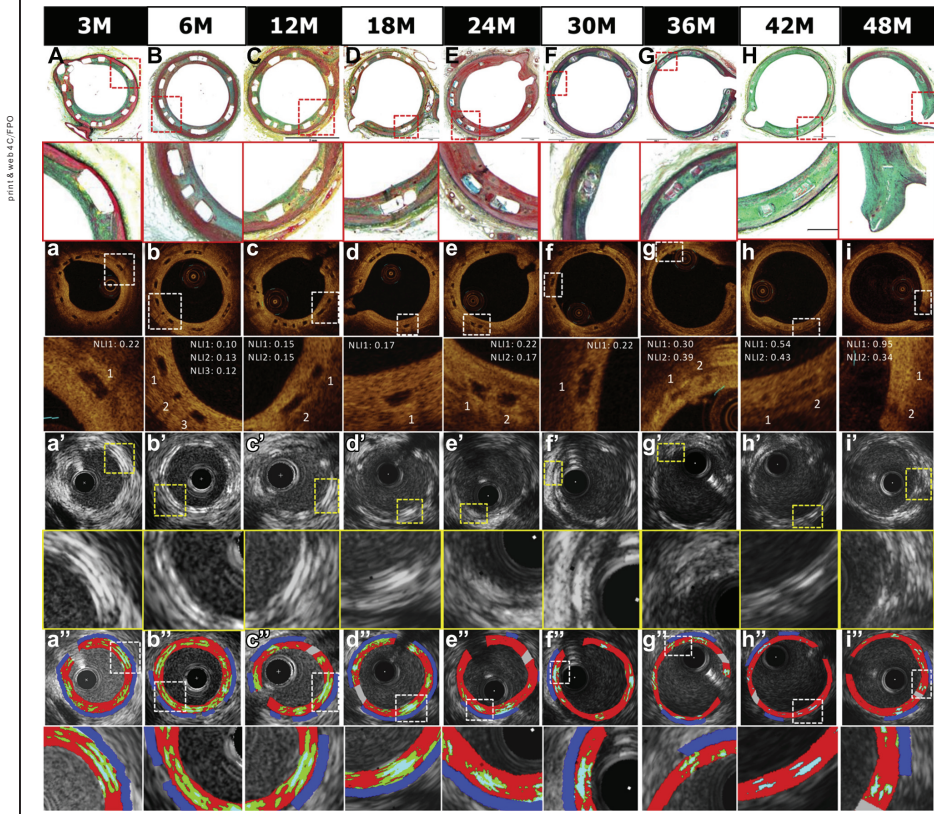 print & web 4C/FPO
3M 6M 12M 18M 24M 30M 36M 42M 48M
A B C D E F G H I
a b c d e f g h i
NLI1: 0.22 NLI1: 0.10 NLI1: 0.15 NLI1: 0.17 NLI1: 0.22 NLI1: 0.22 NLI1: 0.30 NLI1: 0.54 NLI1: 0.95
NLI2: 0.13 NLI2: 0.15 NLI2: 0.17 NLI2: 0.39 NLI2: 0.43 NLI2: 0.34
NLI3: 0.12
1 1 2 3 1 2 1 1 2 1 1 2 1 2 1 2
a' b' c' d' e' f' g' h' i'
a'' b'' c'' d'' e'' f'' g'' h'' i''